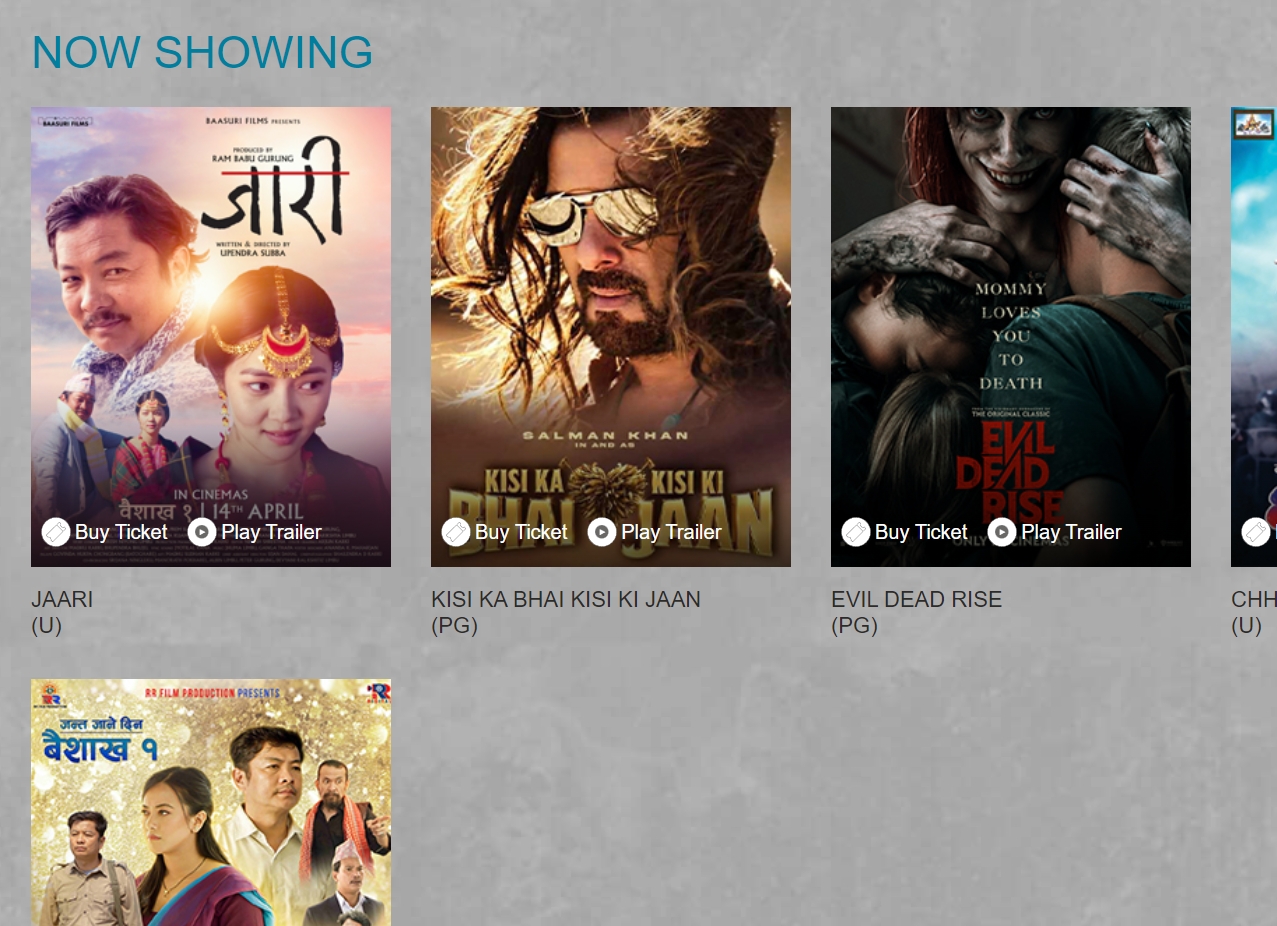 NOW SHOWING
BAASURI FILMS
BAASURI FILMS PRESENTS
PRODUCED BY
RAM BABU GURUNG
जारी
WRITTEN & DIRECTED BY
UPENDRA SUBBA
IN CINEMAS
वैशाख १ | 14TH APRIL
Buy Ticket
Play Trailer
JAARI
(U)
SALMAN KHAN
IN AND AS
KISI KA
BHAI
KISI KI
JAAN
Buy Ticket
Play Trailer
KISI KA BHAI KISI KI JAAN
(PG)
MOMMY
LOVES
YOU
TO
DEATH
THE ORIGINAL CLASSIC
EVIL
DEAD
RISE
Buy Ticket
Play Trailer
EVIL DEAD RISE
(PG)
CHH
(U)
RR FILM PRODUCTION PRESENTS
RR
RR
जन्त जाने दिन
बैशाख १